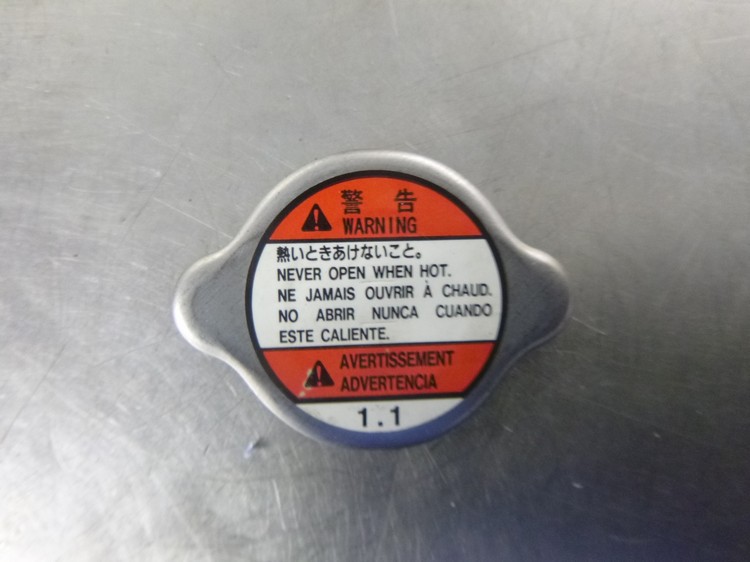 警告
WARNING
熱いときあけないこと。
NEVER OPEN WHEN HOT.
NE JAMAIS OUVRIR À CHAUD.
NO ABRIR NUNCA CUANDO
ESTE CALIENTE.
AVERTISSEMENT
ADVERTENCIA
1.1